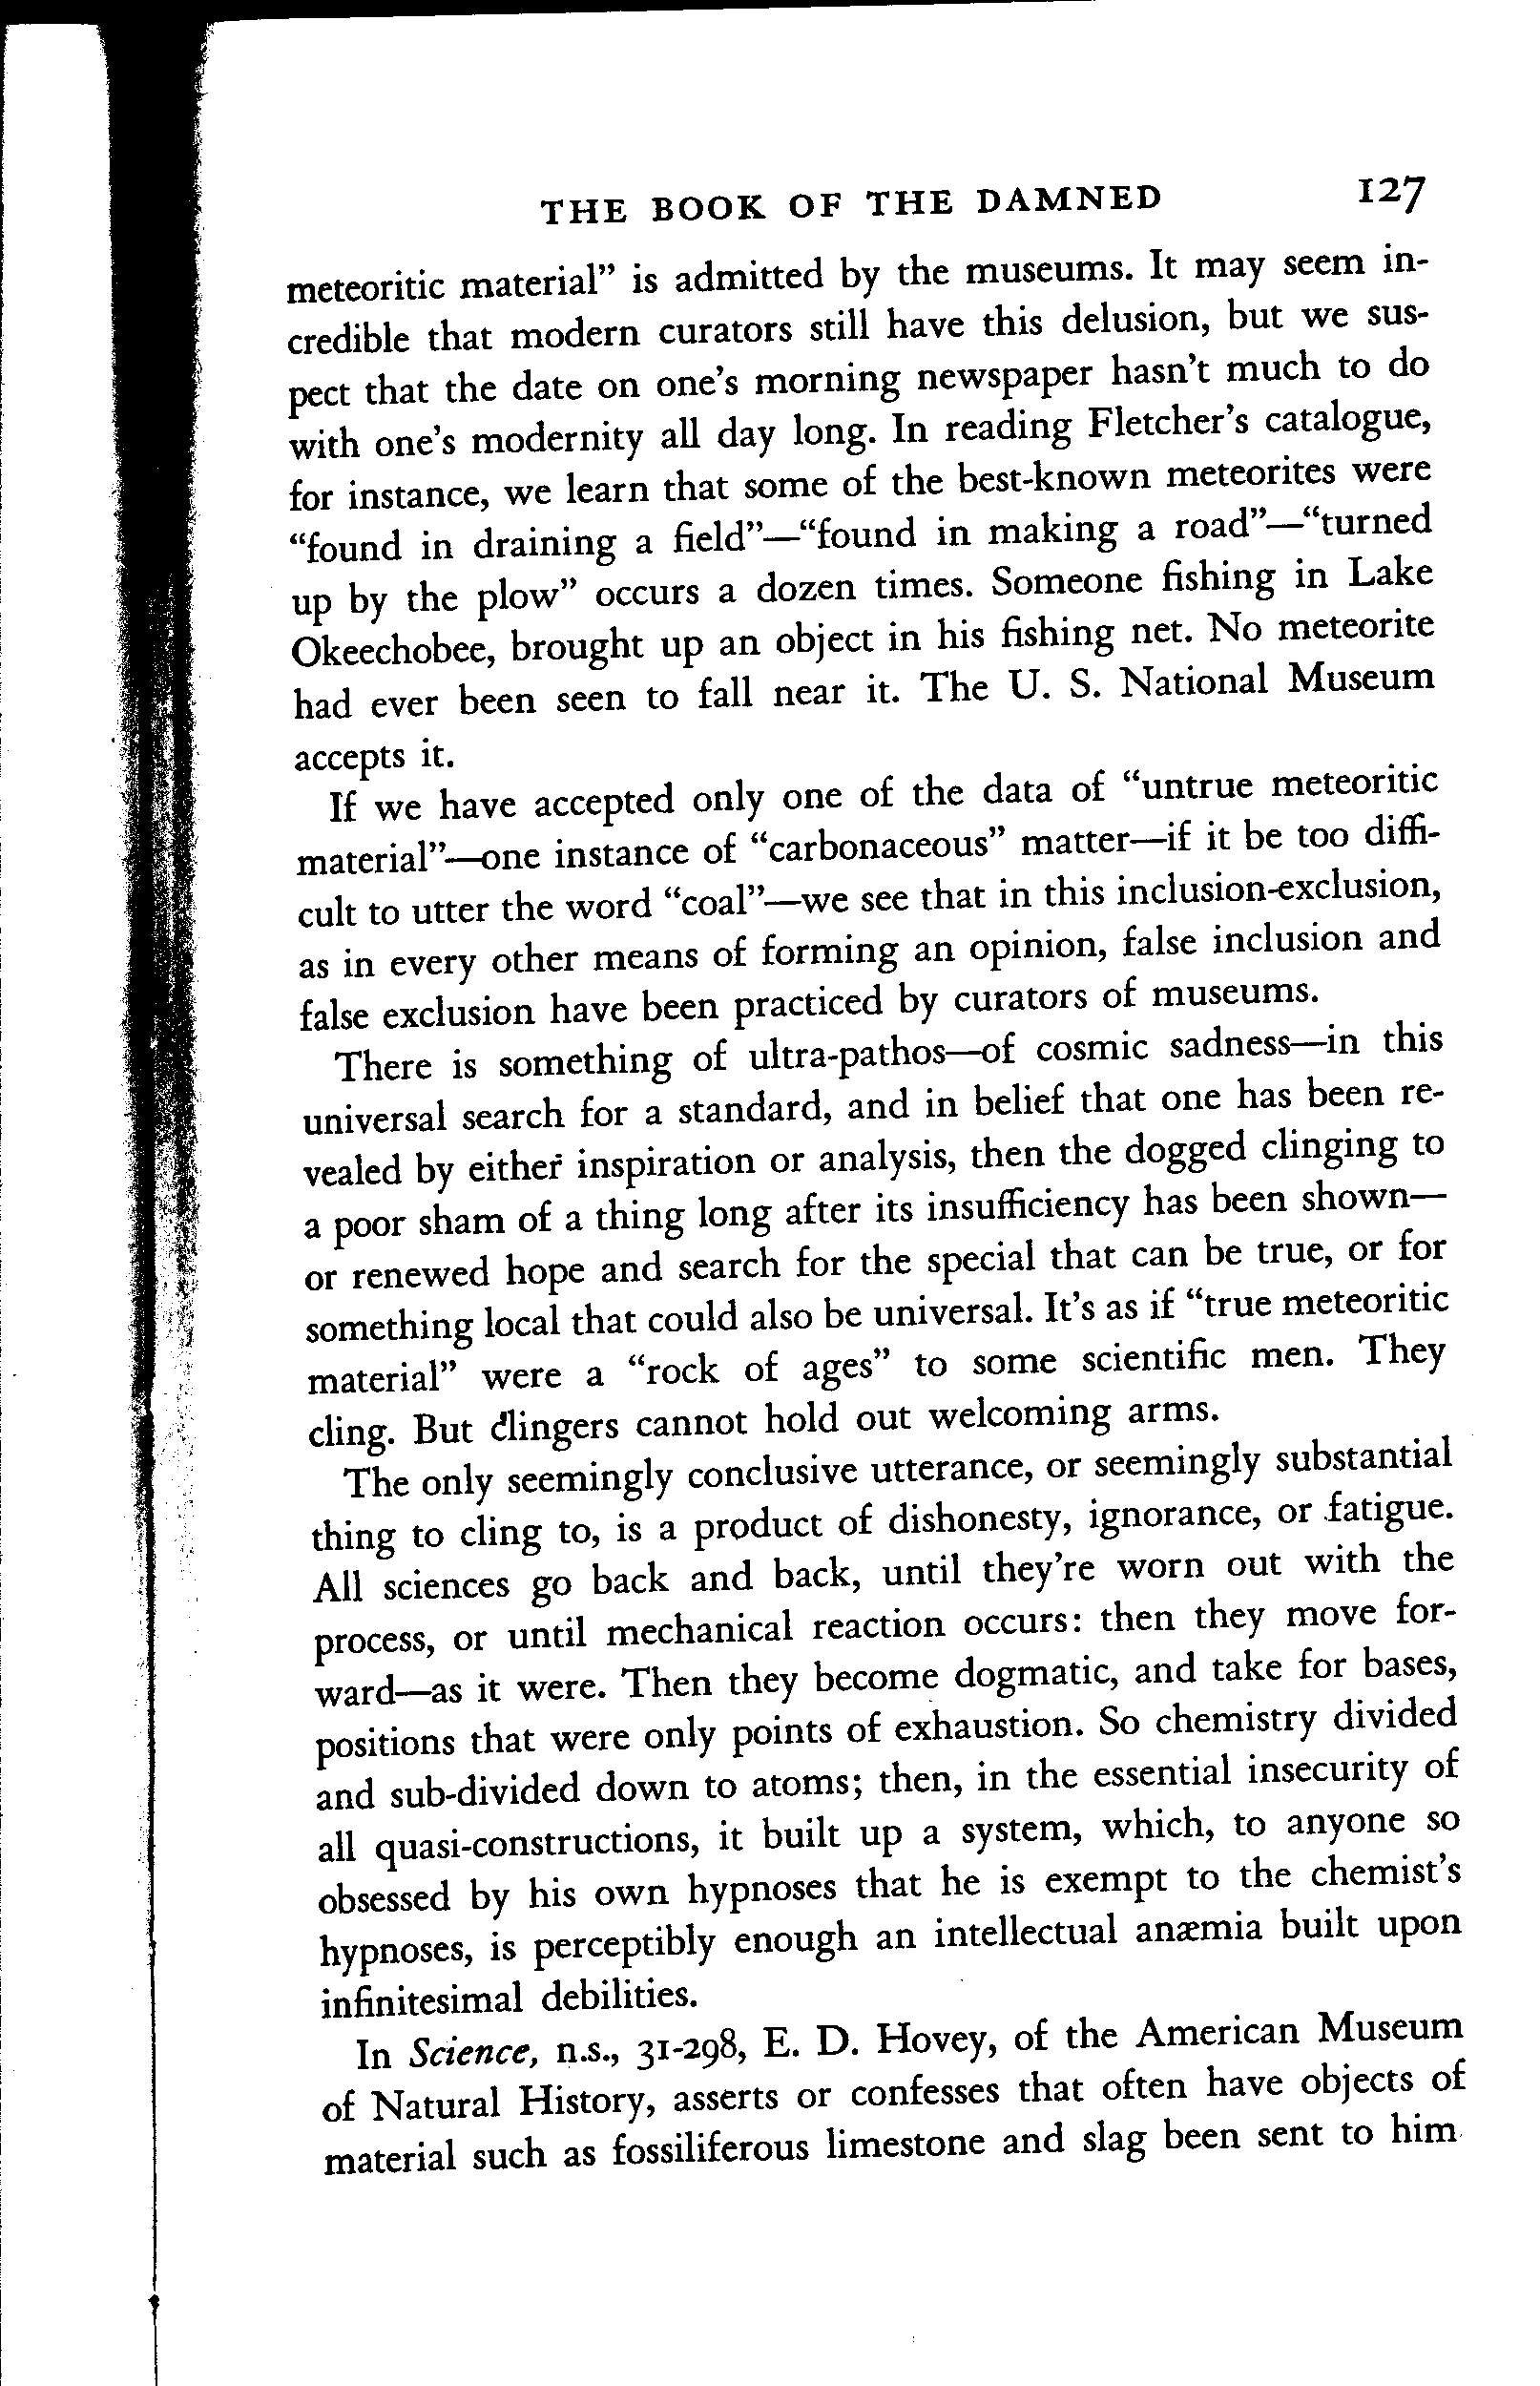 THE BOOK OF THE DAMNED 127
meteoritic material” is admitted by the museums. It may seem in-
credible that modern curators still have this delusion, but we sus-
pect that the date on one’s morning newspaper hasn’t much to do
with one’s modernity all day long. In reading Fletcher’s catalogue,
for instance, we learn that some of the best-known meteorites were
“found in draining a field”—“found in making a road”—“turned
up by the plow” occurs a dozen times. Someone fishing in Lake
Okeechobee, brought up an object in his fishing net. No meteorite
had ever been seen to fall near it. The U. S. National Museum
accepts it.
If we have accepted only one of the data of “untrue meteoritic
material”—one instance of “carbonaceous” matter—if it be too diffi-
cult to utter the word “coal”—we see that in this inclusion-exclusion,
as in every other means of forming an opinion, false inclusion and
false exclusion have been practiced by curators of museums.
There is something of ultra-pathos—of cosmic sadness—in this
universal search for a standard, and in belief that one has been re-
vealed by either inspiration or analysis, then the dogged clinging to
a poor sham of a thing long after its insufficiency has been shown—
or renewed hope and search for the special that can be true, or for
something local that could also be universal. It’s as if “true meteoritic
material” were a “rock of ages” to some scientific men. They
cling. But clingers cannot hold out welcoming arms.
The only seemingly conclusive utterance, or seemingly substantial
thing to cling to, is a product of dishonesty, ignorance, or fatigue.
All sciences go back and back, until they’re worn out with the
process, or until mechanical reaction occurs: then they move for-
ward—as it were. Then they become dogmatic, and take for bases,
positions that were only points of exhaustion. So chemistry divided
and sub-divided down to atoms; then, in the essential insecurity of
all quasi-constructions, it built up a system, which, to anyone so
obsessed by his own hypnoses that he is exempt to the chemist’s
hypnoses, is perceptibly enough an intellectual anæmia built upon
infinitesimal debilities.
In Science, n.s., 31-298, E. D. Hovey, of the American Museum
of Natural History, asserts or confesses that often have objects of
material such as fossiliferous limestone and slag been sent to him